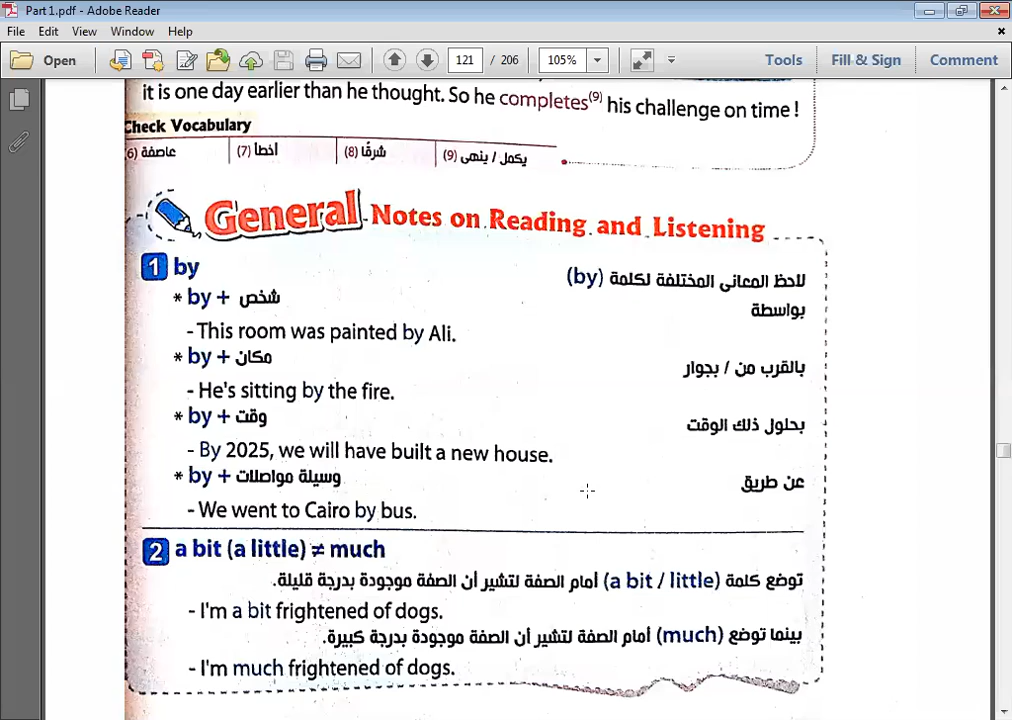 Part 1.pdf - Adobe Reader
File Edit View Window Help
Open 121 / 206 105% Tools Fill & Sign Comment
it is one day earlier than he thought. So he completes(9) his challenge on time !
Check Vocabulary
(6) عاصفة (7) أخطأ (8) شرقًا (9) يكمل / ينهى
General Notes on Reading and Listening
1 by
للحظ المعانى المختلفة لكلمة (by)
* by + شخص
بواسطة
- This room was painted by Ali.
* by + مكان
بالقرب من / بجوار
- He's sitting by the fire.
* by + وقت
بحلول ذلك الوقت
- By 2025, we will have built a new house.
* by + وسيلة مواصلات
عن طريق
- We went to Cairo by bus.
2 a bit (a little) ≠ much
توضع كلمة (a bit / little) أمام الصفة لتشير أن الصفة موجودة بدرجة قليلة.
- I'm a bit frightened of dogs.
بينما توضع (much) أمام الصفة لتشير أن الصفة موجودة بدرجة كبيرة.
- I'm much frightened of dogs.